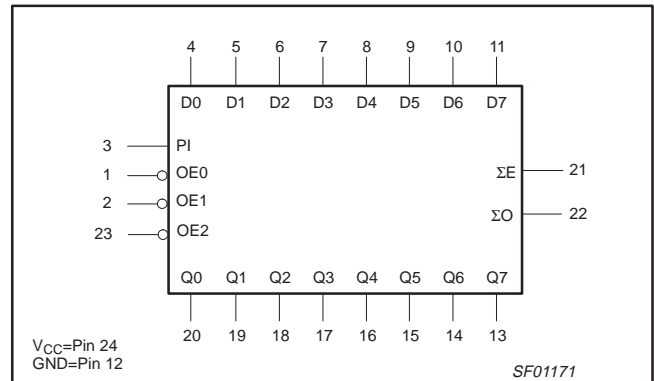 4 5 6 7 8 9 10 11
D0 D1 D2 D3 D4 D5 D6 D7
3 PI
1 OE0
ΣE 21
2 OE1
ΣO 22
23 OE2
Q0 Q1 Q2 Q3 Q4 Q5 Q6 Q7
20 19 18 17 16 15 14 13
VCC=Pin 24
GND=Pin 12
SF01171